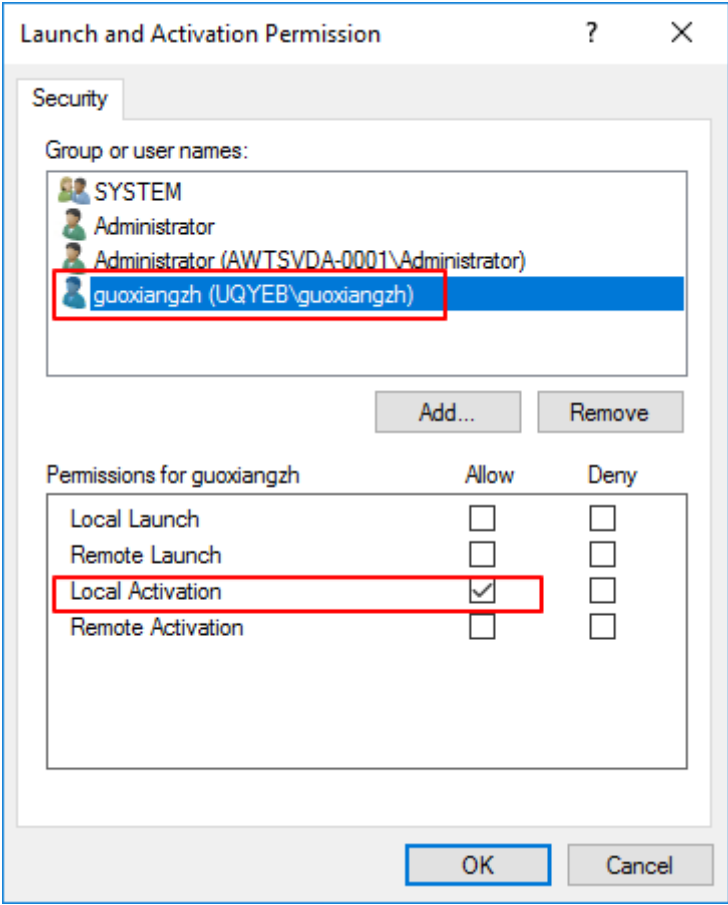 Launch and Activation Permission ?
Security
Group or user names:
SYSTEM
Administrator
Administrator (AWTSVDA-0001\Administrator)
guoxiangzh (UQYEB\guoxiangzh)
Add... Remove
Permissions for guoxiangzh Allow Deny
Local Launch
Remote Launch
Local Activation
Remote Activation
OK Cancel